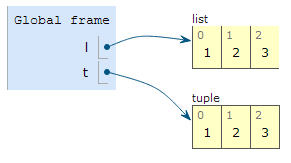 Global frame
l
t
list
0 1 2
1 2 3
tuple
0 1 2
1 2 3